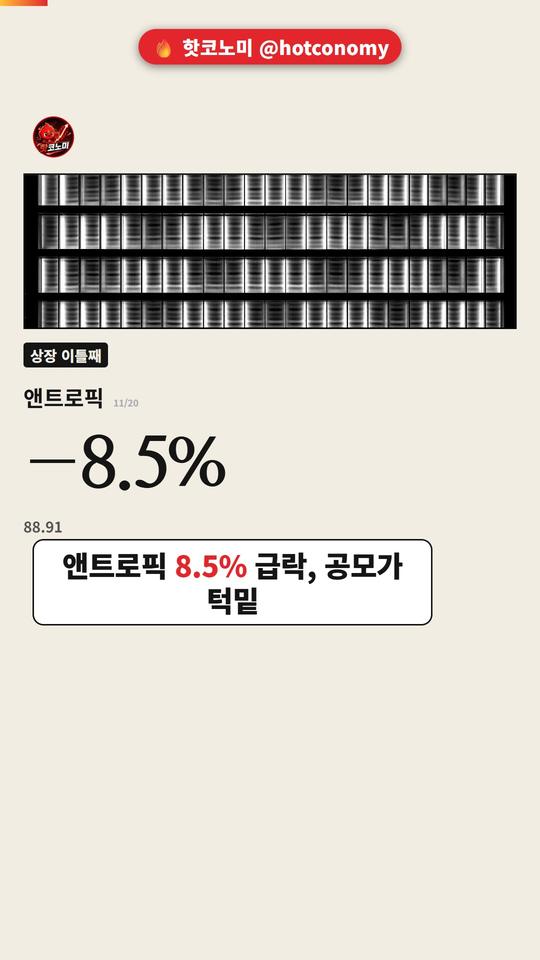 🔥 핫코노미 @hotconomy
핫코노미
상장 이틀째
앤트로픽 11/20
−8.5%
88.91
앤트로픽 8.5% 급락, 공모가
턱밑